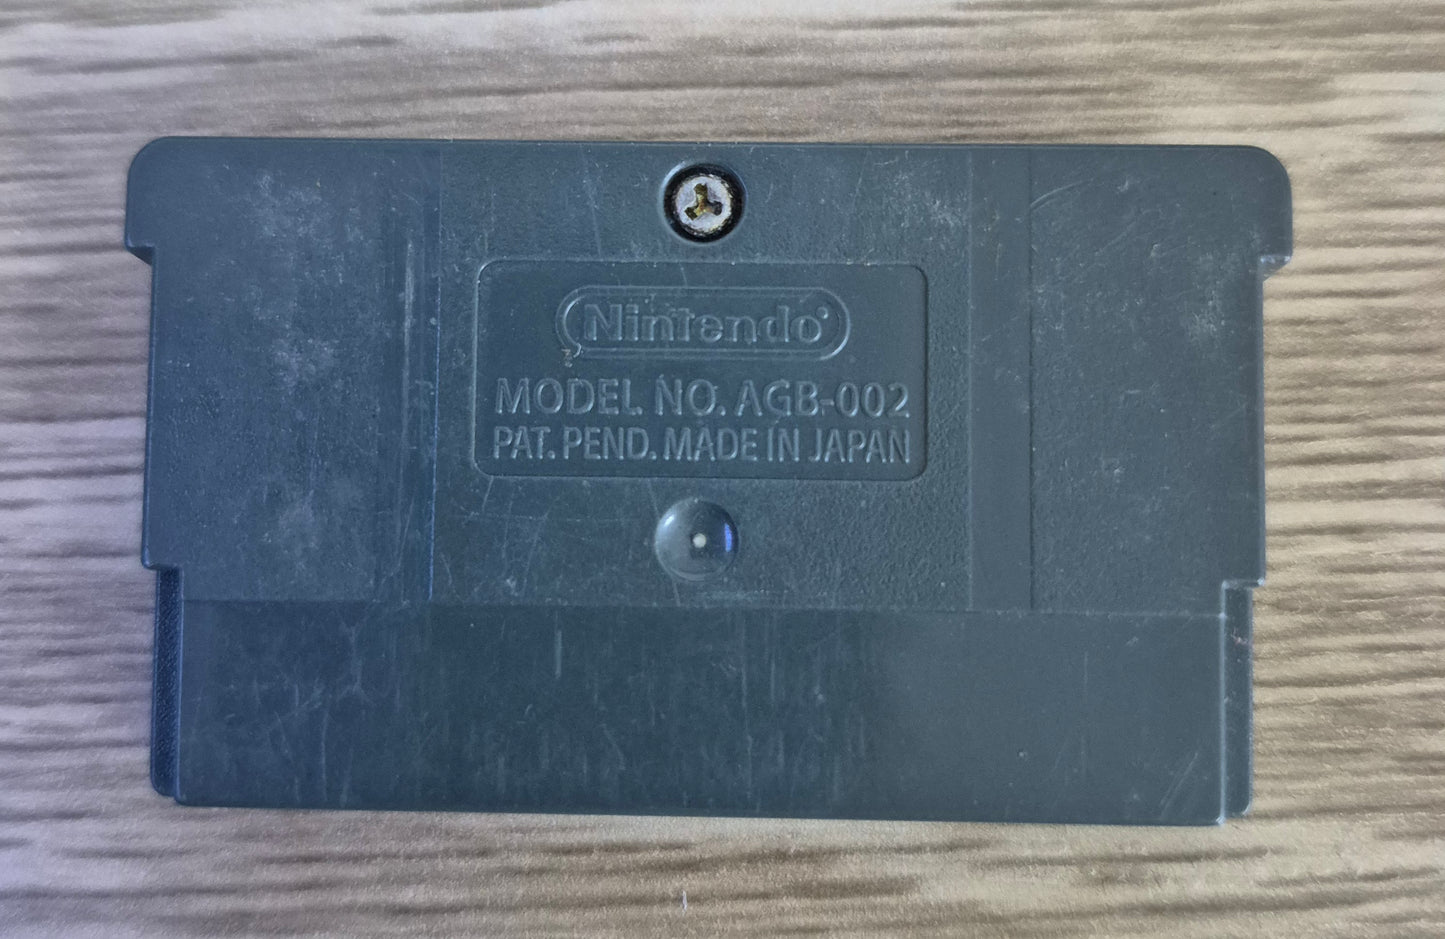 Nintendo
MODEL NO. AGB-002
PAT. PEND. MADE IN JAPAN